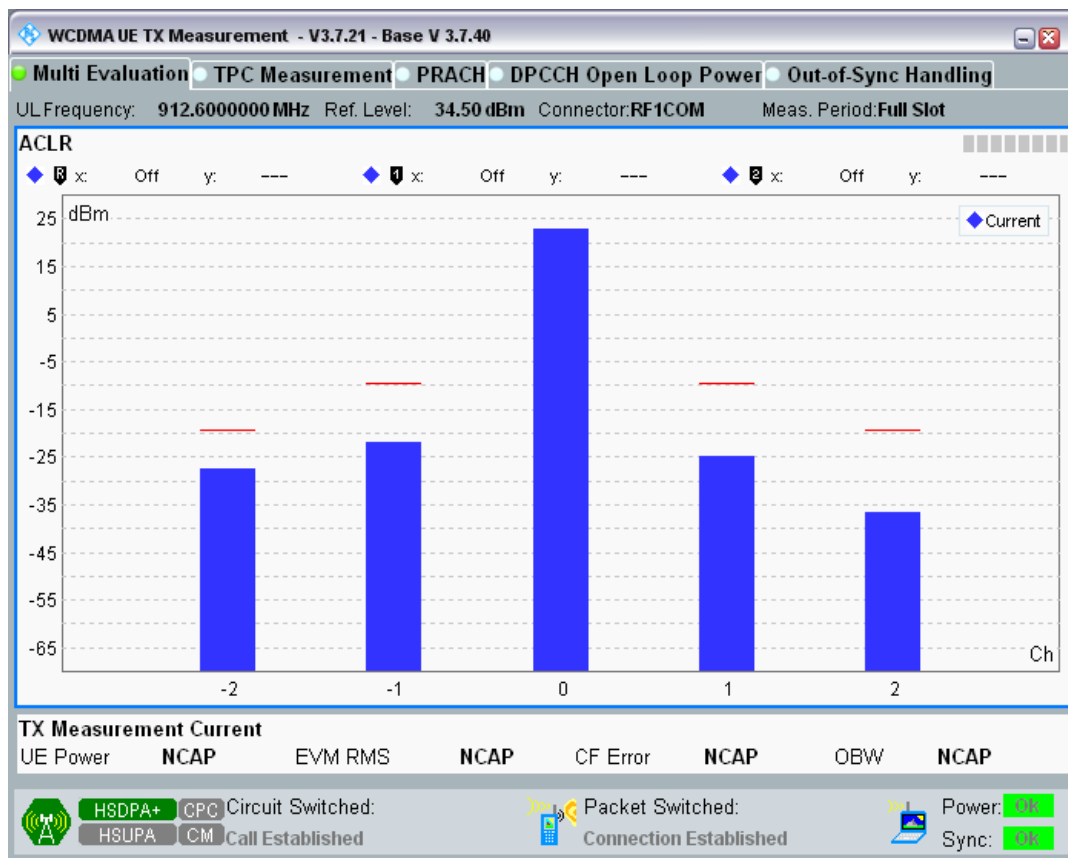 WCDMA UE TX Measurement - V3.7.21 - Base V 3.7.40
Multi Evaluation TPC Measurement PRACH DPCCH Open Loop Power Out-of-Sync Handling
UL Frequency: 912.6000000 MHz Ref. Level: 34.50 dBm Connector:RF1COM Meas. Period:Full Slot
ACLR
R x: Off y: --- 1 x: Off y: --- 2 x: Off y: ---
dBm
Current
25
15
5
-5
-15
-25
-35
-45
-55
-65
Ch
-2 -1 0 1 2
TX Measurement Current
UE Power NCAP EVM RMS NCAP CF Error NCAP OBW NCAP
HSDPA+ CPC Circuit Switched: Packet Switched: Power: OK
HSUPA CM Call Established Connection Established Sync: OK